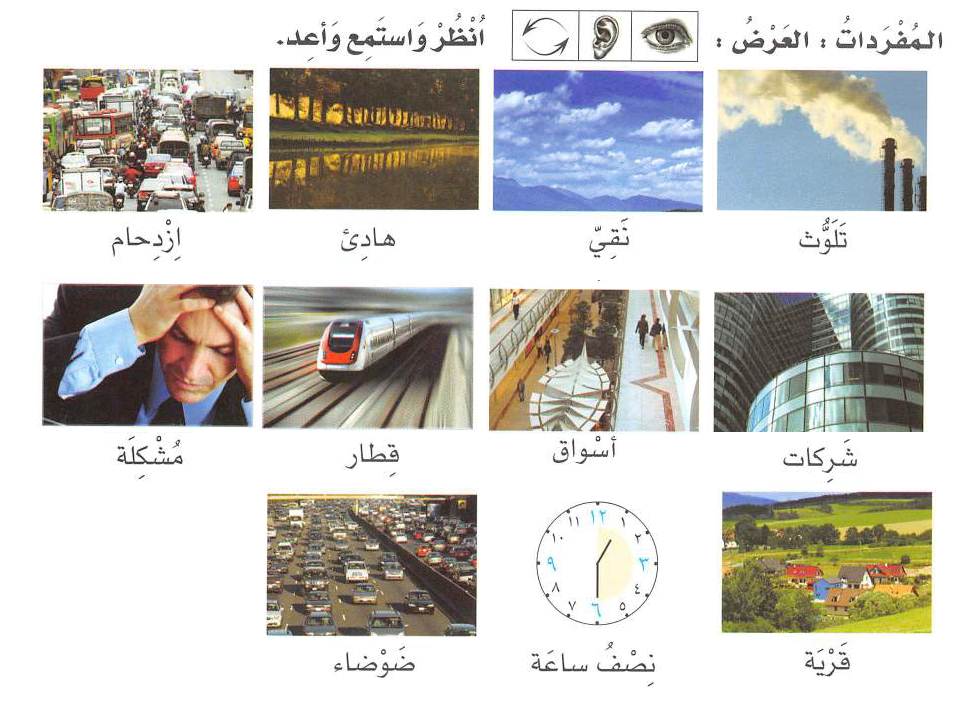 المُفْرَداتُ : العَرْضُ : اُنْظُرْ وَاستَمِع وَأعِد.
تَلَوُّث نَقِيّ هادِئ اِزْدِحام
شَرِكات أسْواق قِطار مُشْكِلَة
١٢ ١ ٢ ٣ ٤ ٥ ٦ ٧ ٨ ٩ ١٠ ١١
قَرْيَة نِصْفُ ساعَة ضَوْضاء